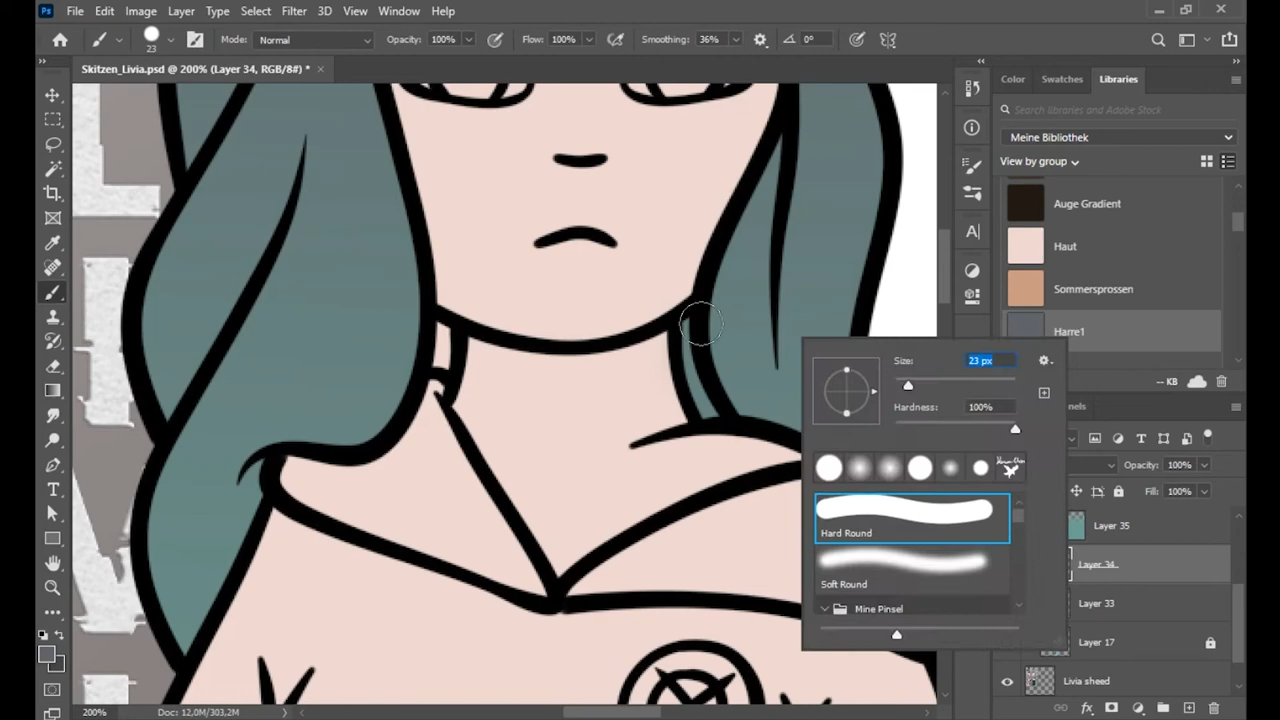 Ps File Edit Image Layer Type Select Filter 3D View Window Help
23 Mode: Normal Opacity: 100% Flow: 100% Smoothing: 36% 0°
Skitzen_Livia.psd @ 200% (Layer 34, RGB/8#) * ×
Color Swatches Libraries
Search libraries and Adobe Stock
Meine Bibliothek
View by group
Auge Gradient
Haut
Sommersprossen
Harre1
-- KB
Size: 23 px
Hardness: 100%
Hard Round
Soft Round
Mine Pinsel
Opacity: 100%
Fill: 100%
Layer 35
Layer 34
Layer 33
Layer 17
Livia sheed
200% Doc: 12,0M/303,2M